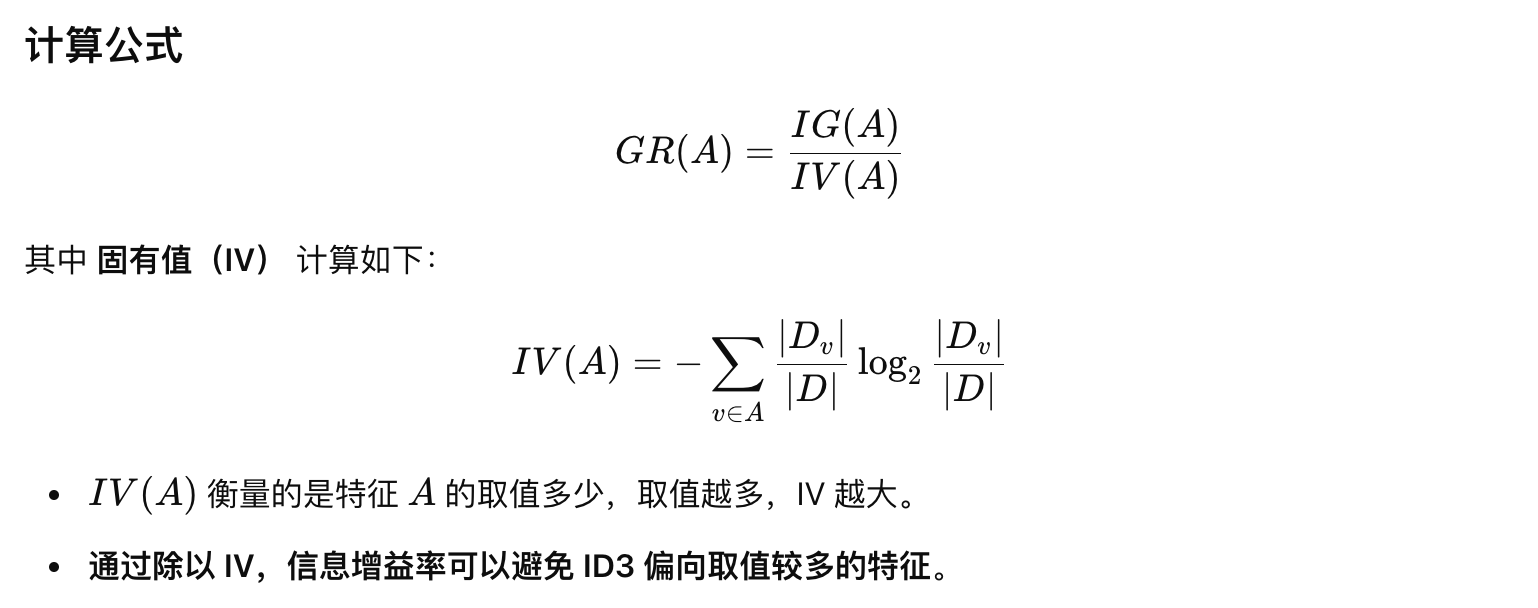 计算公式
$$GR(A) = \frac{IG(A)}{IV(A)}$$
其中 固有值（IV） 计算如下：
$$IV(A) = -\sum_{v \in A} \frac{|D_v|}{|D|} \log_2 \frac{|D_v|}{|D|}$$
• $IV(A)$ 衡量的是特征 $A$ 的取值多少，取值越多，IV 越大。
• 通过除以 IV，信息增益率可以避免 ID3 偏向取值较多的特征。